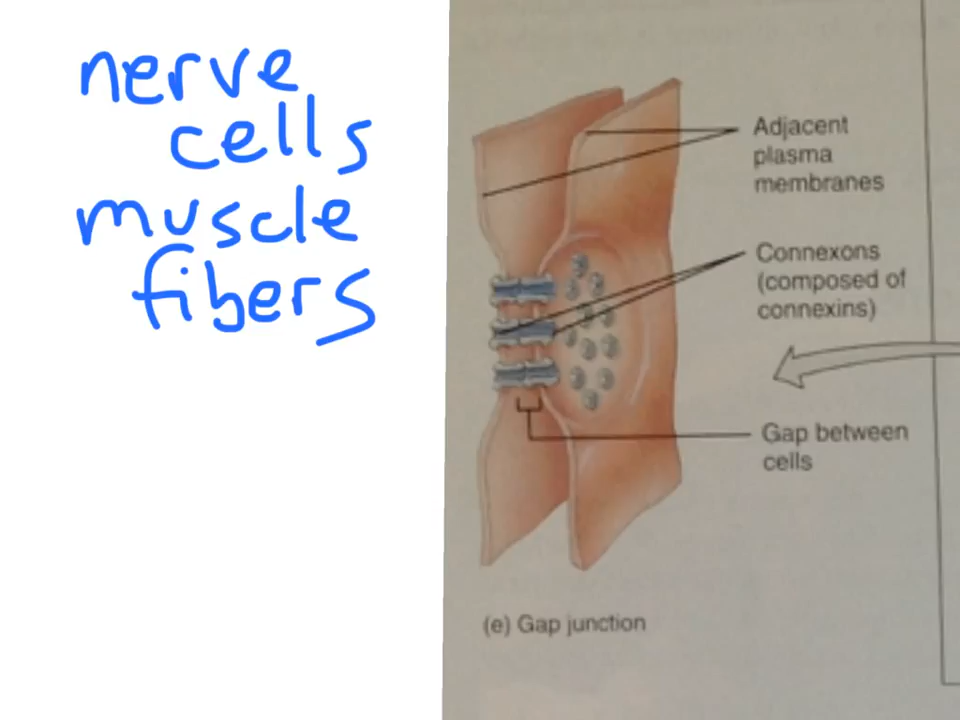 nerve
cells
muscle
fibers
Adjacent
plasma
membranes
Connexons
(composed of
connexins)
Gap between
cells
(e) Gap junction